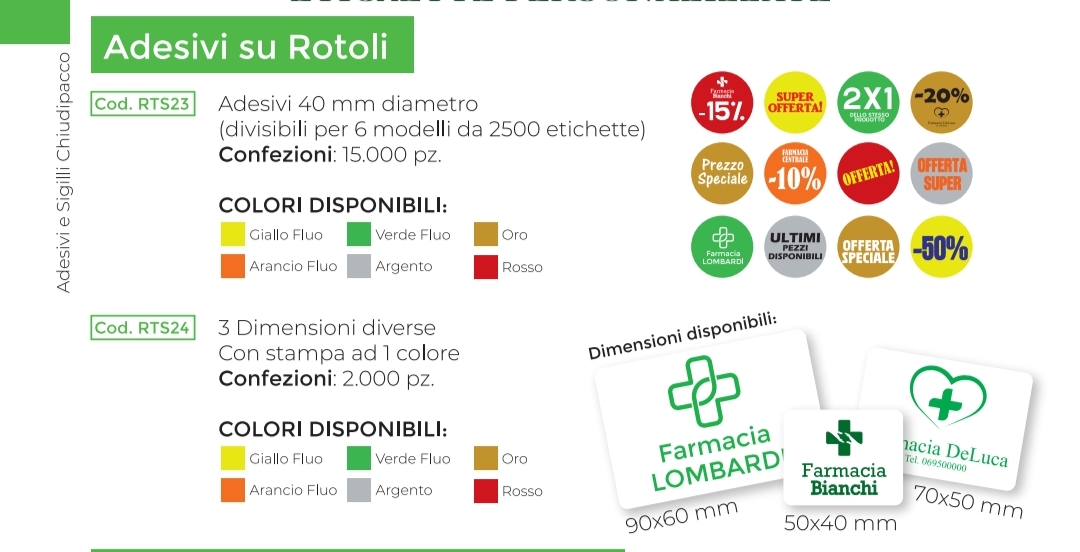 Adesivi su Rotoli
Adesivi e Sigilli Chiudipacco
Cod. RTS23
Adesivi 40 mm diametro
(divisibili per 6 modelli da 2500 etichette)
Confezioni: 15.000 pz.
COLORI DISPONIBILI:
Giallo Fluo
Verde Fluo
Oro
Arancio Fluo
Argento
Rosso
Farmacia
Bianchi
-15%
SUPER
OFFERTA!
2X1
DELLO STESSO
PRODOTTO
-20%
Farmacia DeLuca
Prezzo
Speciale
FARMACIA
CENTRALE
-10%
OFFERTA!
OFFERTA
SUPER
Farmacia
LOMBARDI
ULTIMI
PEZZI
DISPONIBILI
OFFERTA
SPECIALE
-50%
Cod. RTS24
3 Dimensioni diverse
Con stampa ad 1 colore
Confezioni: 2.000 pz.
COLORI DISPONIBILI:
Giallo Fluo
Verde Fluo
Oro
Arancio Fluo
Argento
Rosso
Dimensioni disponibili:
Farmacia
LOMBARDI
90x60 mm
Farmacia
Bianchi
50x40 mm
macia DeLuca
Tel. 069500000
70x50 mm